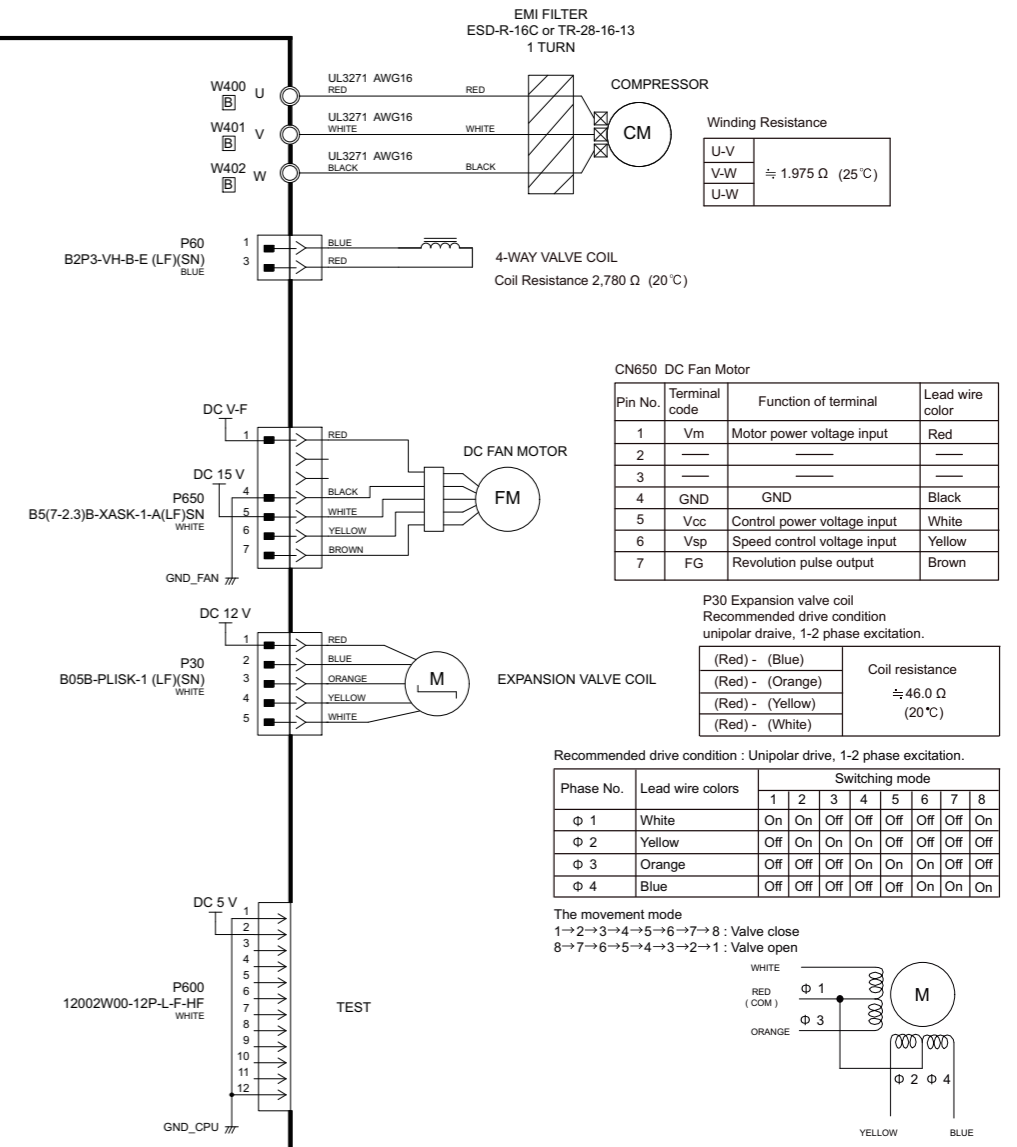 EMI FILTER
ESD-R-16C or TR-28-16-13
1 TURN
COMPRESSOR
W400
B
U
UL3271 AWG16
RED
RED
W401
B
V
UL3271 AWG16
WHITE
WHITE
W402
B
W
UL3271 AWG16
BLACK
BLACK
CM
Winding Resistance
U-V
V-W
U-W
≒ 1.975 Ω (25℃)
P60
B2P3-VH-B-E (LF)(SN)
BLUE
1
3
BLUE
RED
4-WAY VALVE COIL
Coil Resistance 2,780 Ω (20℃)
DC V-F
DC 15 V
P650
B5(7-2.3)B-XASK-1-A(LF)SN
WHITE
GND_FAN
1
4
5
6
7
RED
BLACK
WHITE
YELLOW
BROWN
DC FAN MOTOR
FM
CN650 DC Fan Motor
Pin No. Terminal code Function of terminal Lead wire color
1 Vm Motor power voltage input Red
2 — — —
3 — — —
4 GND GND Black
5 Vcc Control power voltage input White
6 Vsp Speed control voltage input Yellow
7 FG Revolution pulse output Brown
DC 12 V
P30
B05B-PLISK-1 (LF)(SN)
WHITE
1
2
3
4
5
RED
BLUE
ORANGE
YELLOW
WHITE
M
EXPANSION VALVE COIL
P30 Expansion valve coil
Recommended drive condition
unipolar draive, 1-2 phase excitation.
(Red) - (Blue)
(Red) - (Orange)
(Red) - (Yellow)
(Red) - (White)
Coil resistance
≒46.0 Ω
(20℃)
Recommended drive condition : Unipolar drive, 1-2 phase excitation.
Phase No. Lead wire colors Switching mode
1 2 3 4 5 6 7 8
Φ 1 White On On Off Off Off Off Off On
Φ 2 Yellow Off On On On Off Off Off Off
Φ 3 Orange Off Off Off On On On Off Off
Φ 4 Blue Off Off Off Off Off On On On
The movement mode
1→2→3→4→5→6→7→8 : Valve close
8→7→6→5→4→3→2→1 : Valve open
DC 5 V
P600
12002W00-12P-L-F-HF
WHITE
GND_CPU
1
2
3
4
5
6
7
8
9
10
11
12
TEST
WHITE
Φ 1
RED
( COM )
Φ 3
ORANGE
M
Φ 2 Φ 4
YELLOW
BLUE